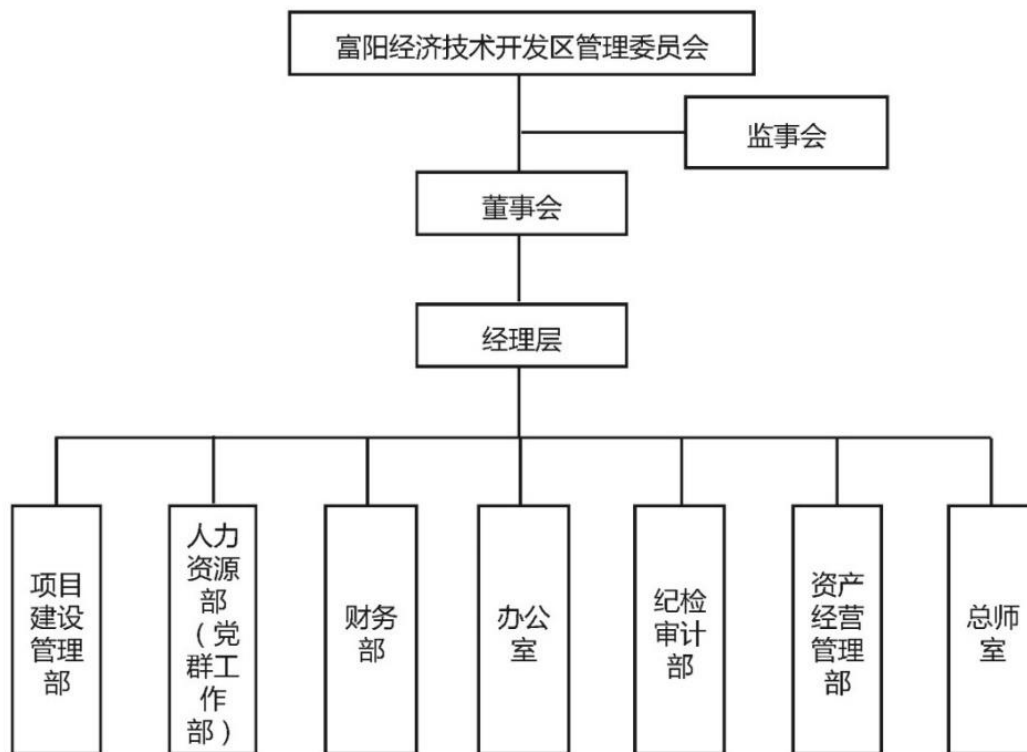 富阳经济技术开发区管理委员会
监事会
董事会
经理层
项目
建设
管理
部
人力
资源
部
（党
群工
作
部）
财务
部
办公
室
纪检
审计
部
资产
经营
管理
部
总师
室